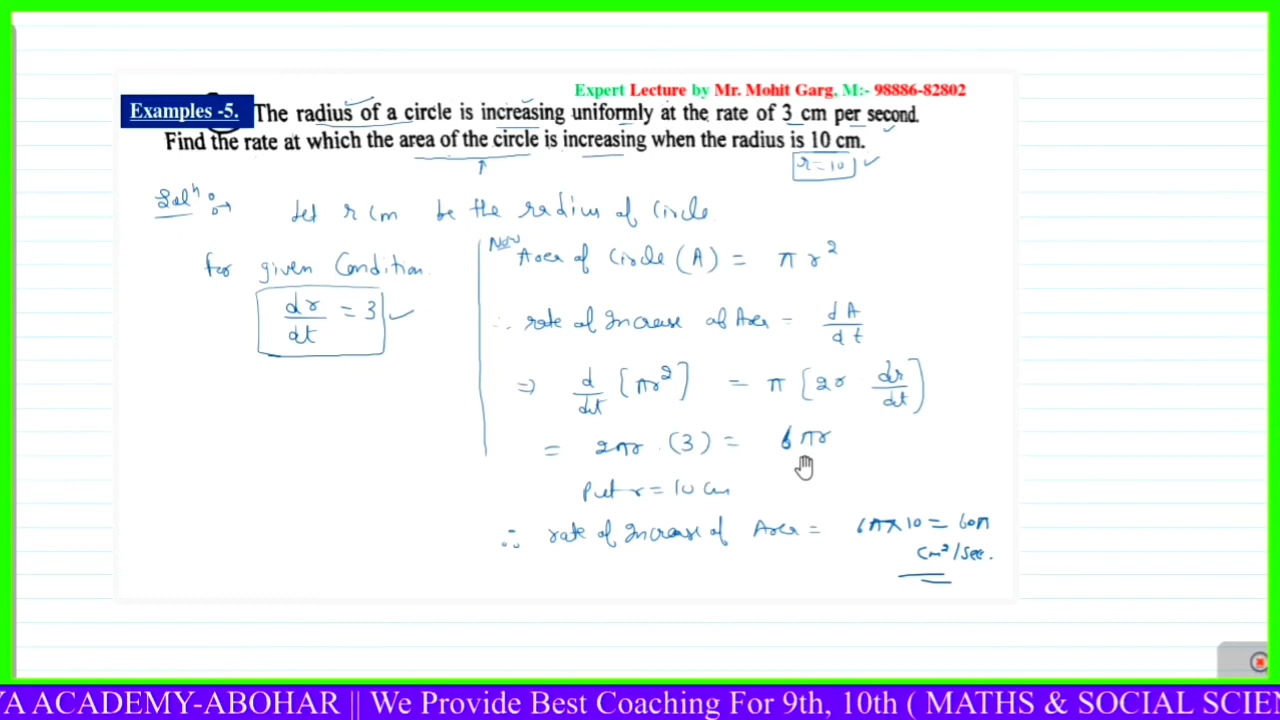 Expert Lecture by Mr. Mohit Garg, M:- 98886-82802
Examples -5. The radius of a circle is increasing uniformly at the rate of 3 cm per second.
Find the rate at which the area of the circle is increasing when the radius is 10 cm.
r = 10
Solⁿ Let r cm be the radius of Circle.
for given Condition.
dr/dt = 3
Now Area of Circle (A) = πr²
∴ rate of Increase of Area = dA/dt
⇒ d/dt [πr²] = π [2r dr/dt]
= 2πr . (3) = 6πr
Put r = 10 cm
∴ rate of Increase of Area = 6π×10 = 60π
cm²/sec.
YA ACADEMY-ABOHAR || We Provide Best Coaching For 9th, 10th ( MATHS & SOCIAL SCIEN